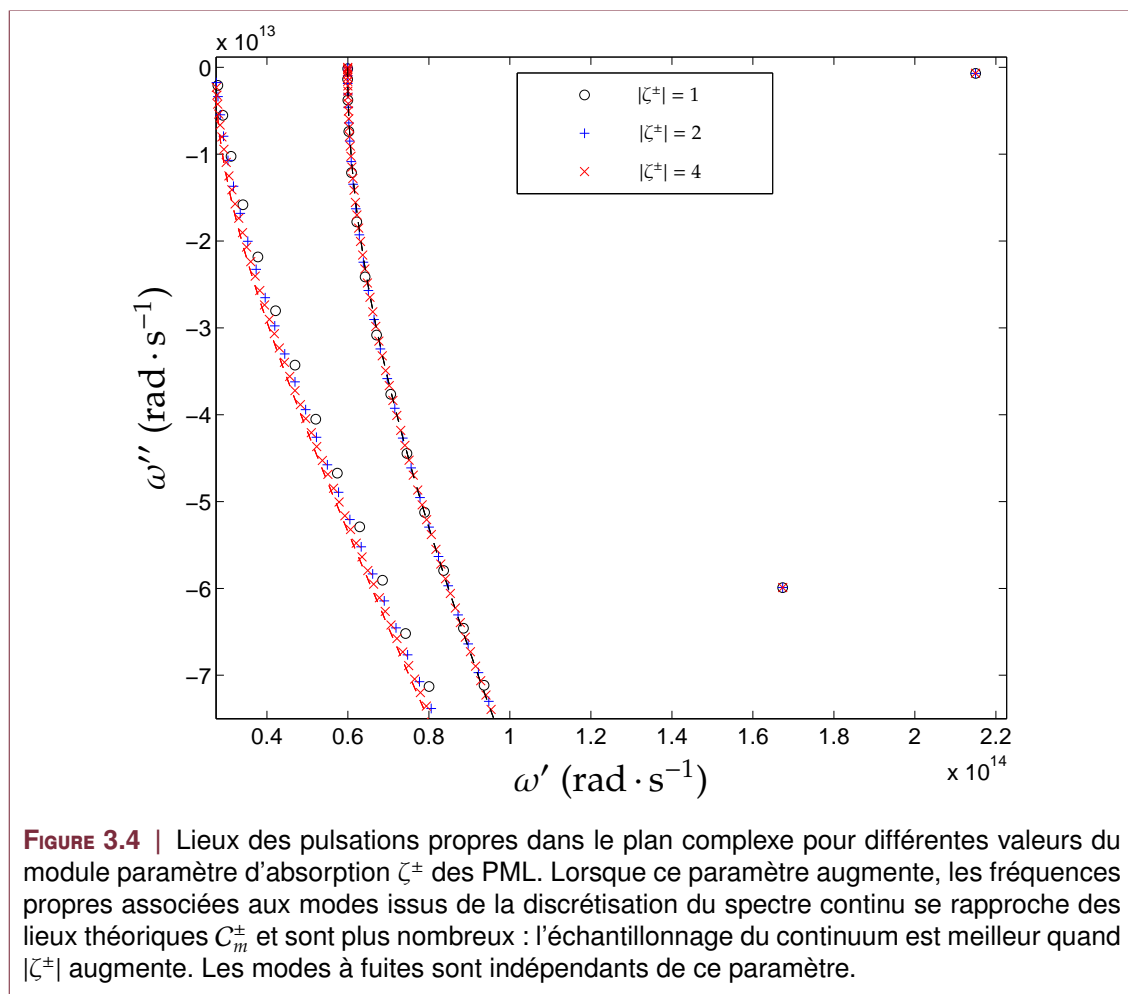 x 10^13
0
−1
−2
−3
−4
−5
−6
−7
ω′′ (rad · s⁻¹)
|ζ^±| = 1
|ζ^±| = 2
|ζ^±| = 4
0.4 0.6 0.8 1 1.2 1.4 1.6 1.8 2 2.2
x 10^14
ω′ (rad · s⁻¹)
FIGURE 3.4 | Lieux des pulsations propres dans le plan complexe pour différentes valeurs du
module paramètre d'absorption ζ^± des PML. Lorsque ce paramètre augmente, les fréquences
propres associées aux modes issus de la discrétisation du spectre continu se rapproche des
lieux théoriques C_m^± et sont plus nombreux : l'échantillonnage du continuum est meilleur quand
|ζ^±| augmente. Les modes à fuites sont indépendants de ce paramètre.